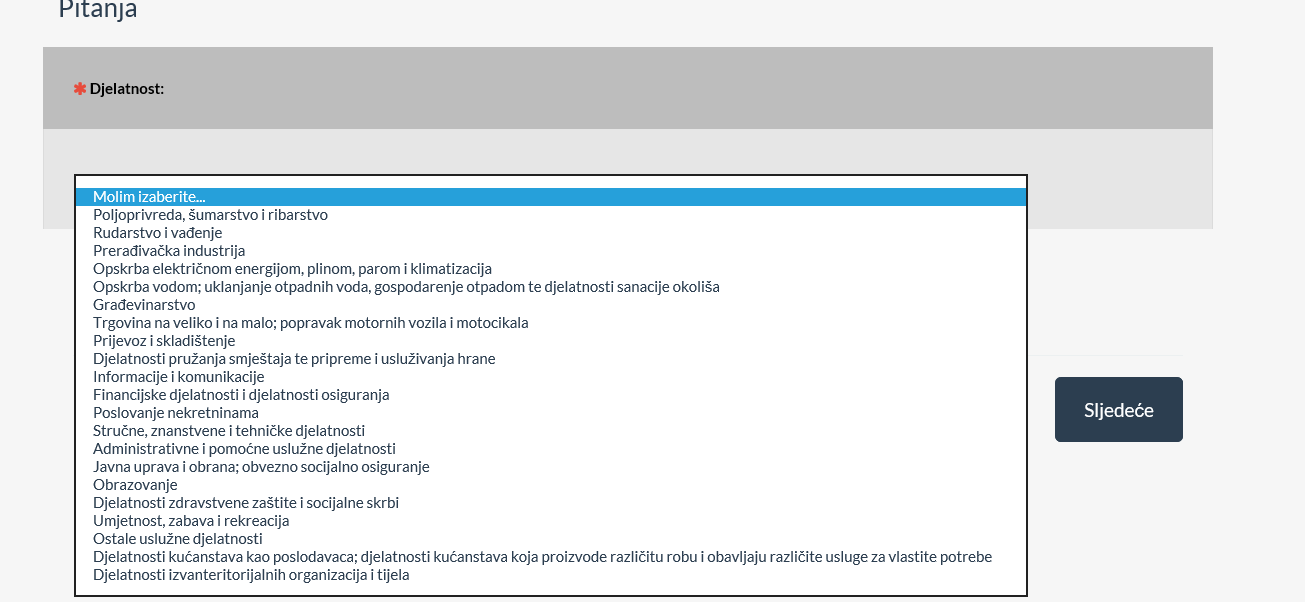 Pitanja
✱ Djelatnost:
Molim izaberite...
Poljoprivreda, šumarstvo i ribarstvo
Rudarstvo i vađenje
Prerađivačka industrija
Opskrba električnom energijom, plinom, parom i klimatizacija
Opskrba vodom; uklanjanje otpadnih voda, gospodarenje otpadom te djelatnosti sanacije okoliša
Građevinarstvo
Trgovina na veliko i na malo; popravak motornih vozila i motocikala
Prijevoz i skladištenje
Djelatnosti pružanja smještaja te pripreme i usluživanja hrane
Informacije i komunikacije
Financijske djelatnosti i djelatnosti osiguranja
Poslovanje nekretninama
Stručne, znanstvene i tehničke djelatnosti
Administrativne i pomoćne uslužne djelatnosti
Javna uprava i obrana; obvezno socijalno osiguranje
Obrazovanje
Djelatnosti zdravstvene zaštite i socijalne skrbi
Umjetnost, zabava i rekreacija
Ostale uslužne djelatnosti
Djelatnosti kućanstava kao poslodavaca; djelatnosti kućanstava koja proizvode različitu robu i obavljaju različite usluge za vlastite potrebe
Djelatnosti izvanteritorijalnih organizacija i tijela
Sljedeće